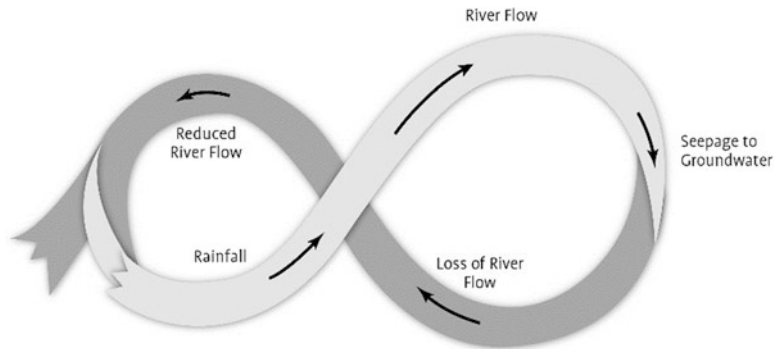 River Flow
Reduced
River Flow
Seepage to
Groundwater
Rainfall
Loss of River
Flow